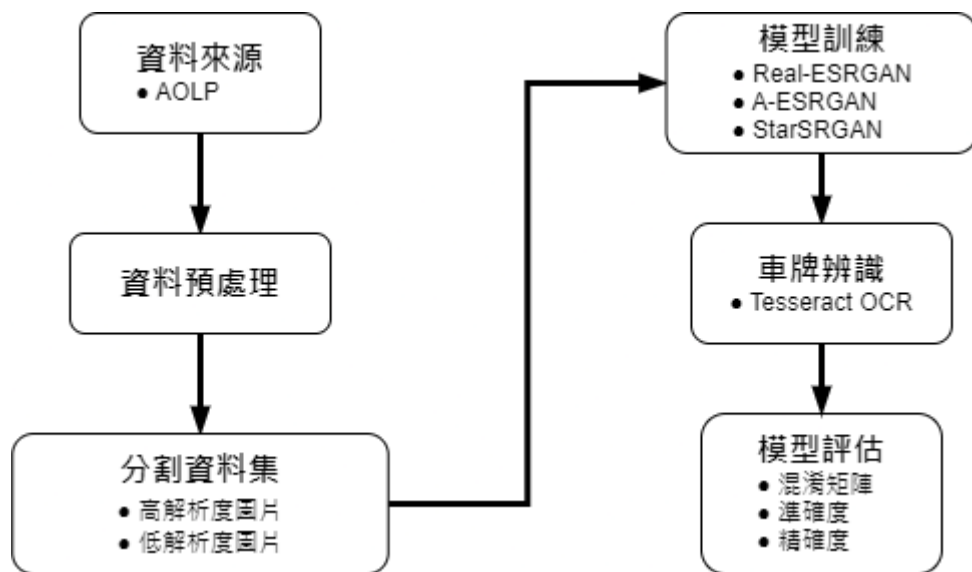 資料來源
● AOLP
資料預處理
分割資料集
● 高解析度圖片
● 低解析度圖片
模型訓練
● Real-ESRGAN
● A-ESRGAN
● StarSRGAN
車牌辨識
● Tesseract OCR
模型評估
● 混淆矩陣
● 準確度
● 精確度